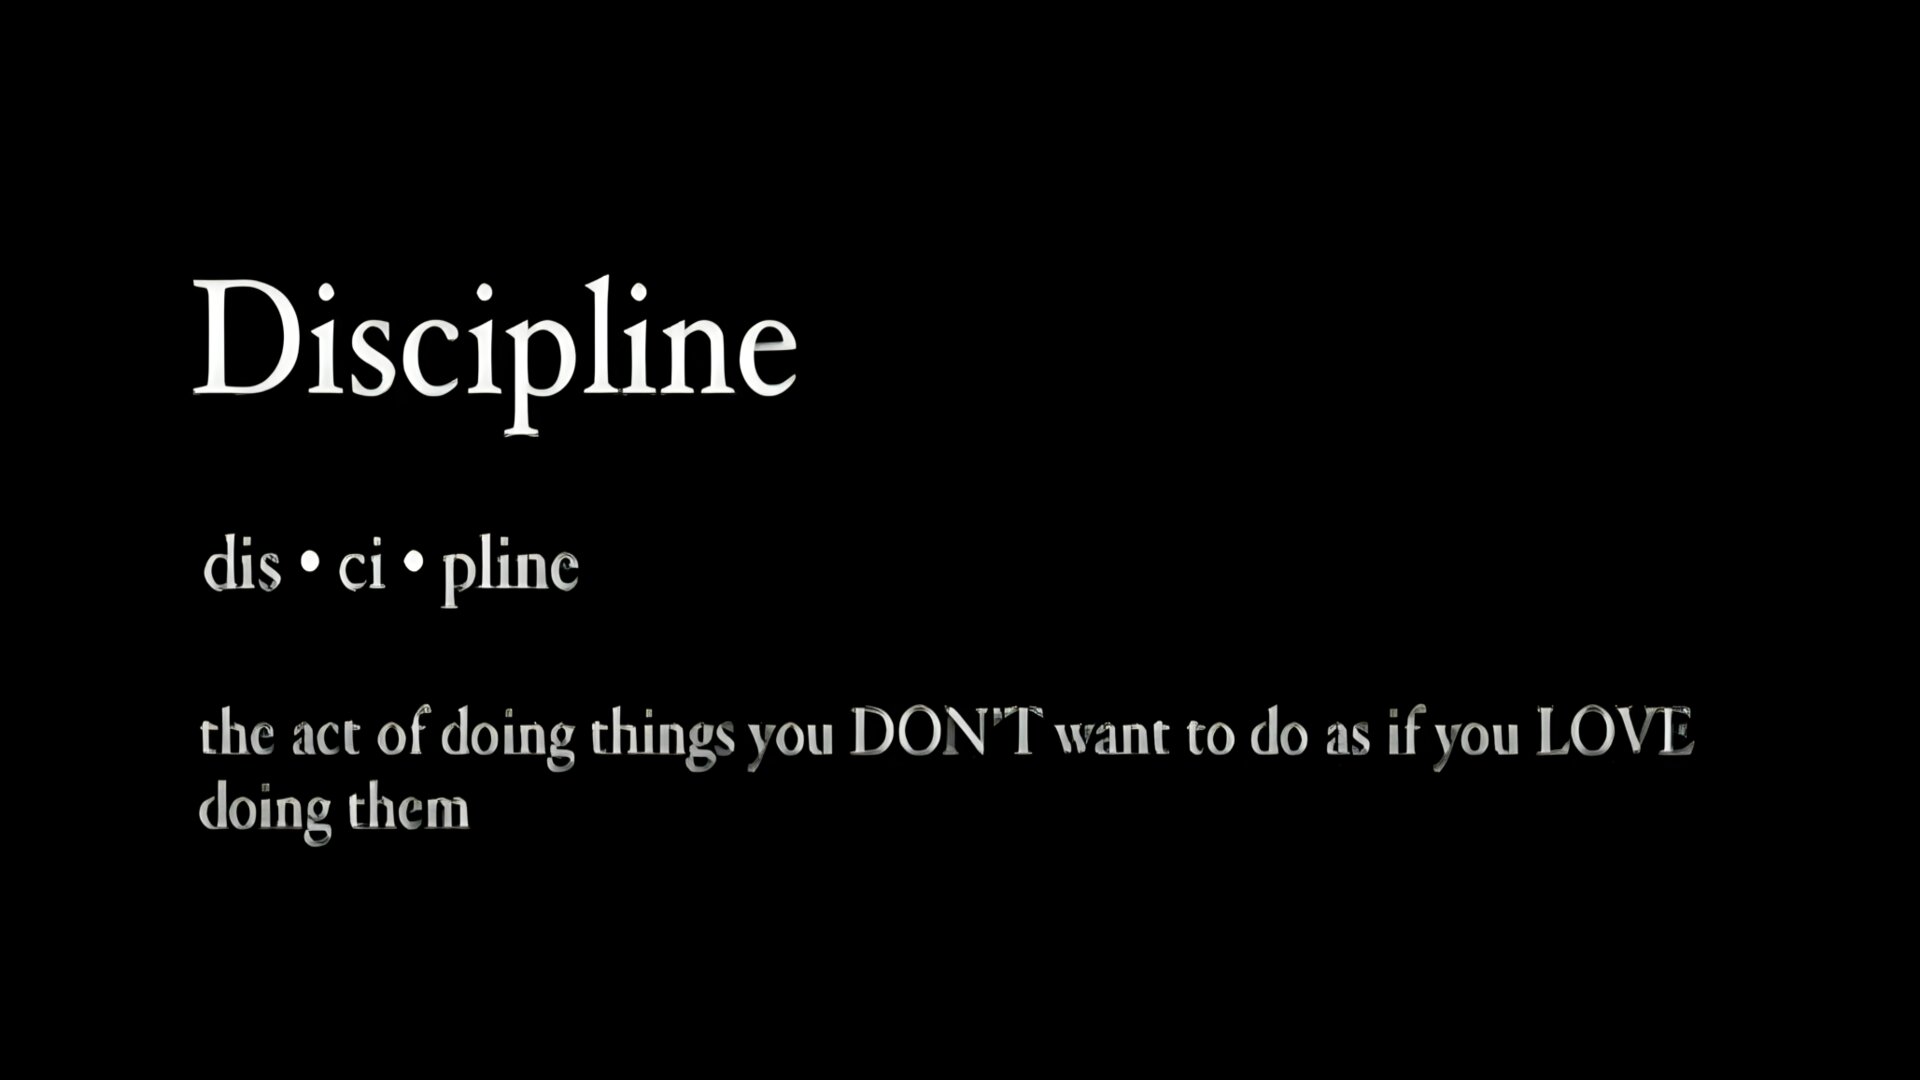 Discipline
dis • ci • pline
the act of doing things you DON'T want to do as if you LOVE
doing them